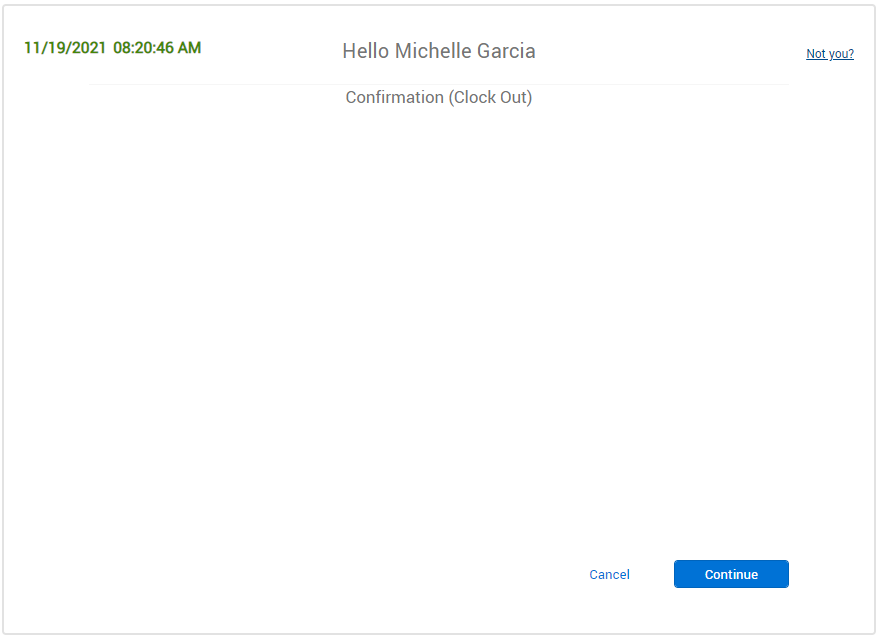 11/19/2021 08:20:46 AM
Hello Michelle Garcia
Not you?
Confirmation (Clock Out)
Cancel
Continue